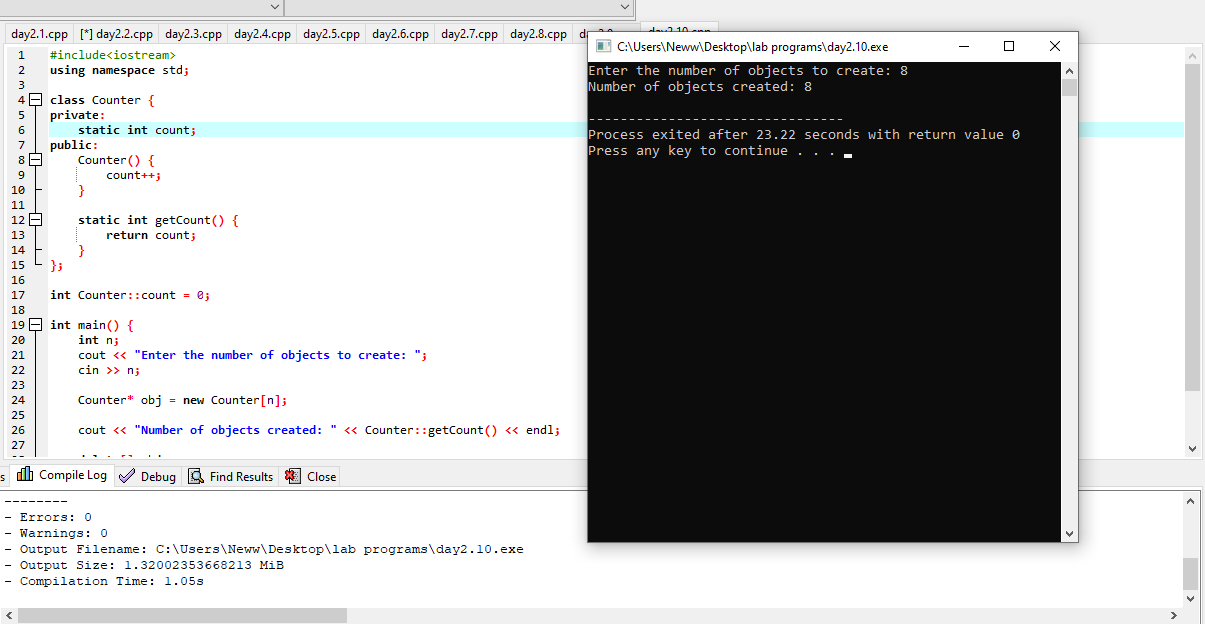 day2.1.cpp [*] day2.2.cpp day2.3.cpp day2.4.cpp day2.5.cpp day2.6.cpp day2.7.cpp day2.8.cpp
1 #include<iostream>
2 using namespace std;
3
4 class Counter {
5 private:
6 static int count;
7 public:
8 Counter() {
9 count++;
10 }
11
12 static int getCount() {
13 return count;
14 }
15 };
16
17 int Counter::count = 0;
18
19 int main() {
20 int n;
21 cout << "Enter the number of objects to create: ";
22 cin >> n;
23
24 Counter* obj = new Counter[n];
25
26 cout << "Number of objects created: " << Counter::getCount() << endl;
27
C:\Users\Neww\Desktop\lab programs\day2.10.exe
Enter the number of objects to create: 8
Number of objects created: 8
--------------------------------
Process exited after 23.22 seconds with return value 0
Press any key to continue . . .
s Compile Log Debug Find Results Close
--------
- Errors: 0
- Warnings: 0
- Output Filename: C:\Users\Neww\Desktop\lab programs\day2.10.exe
- Output Size: 1.32002353668213 MiB
- Compilation Time: 1.05s